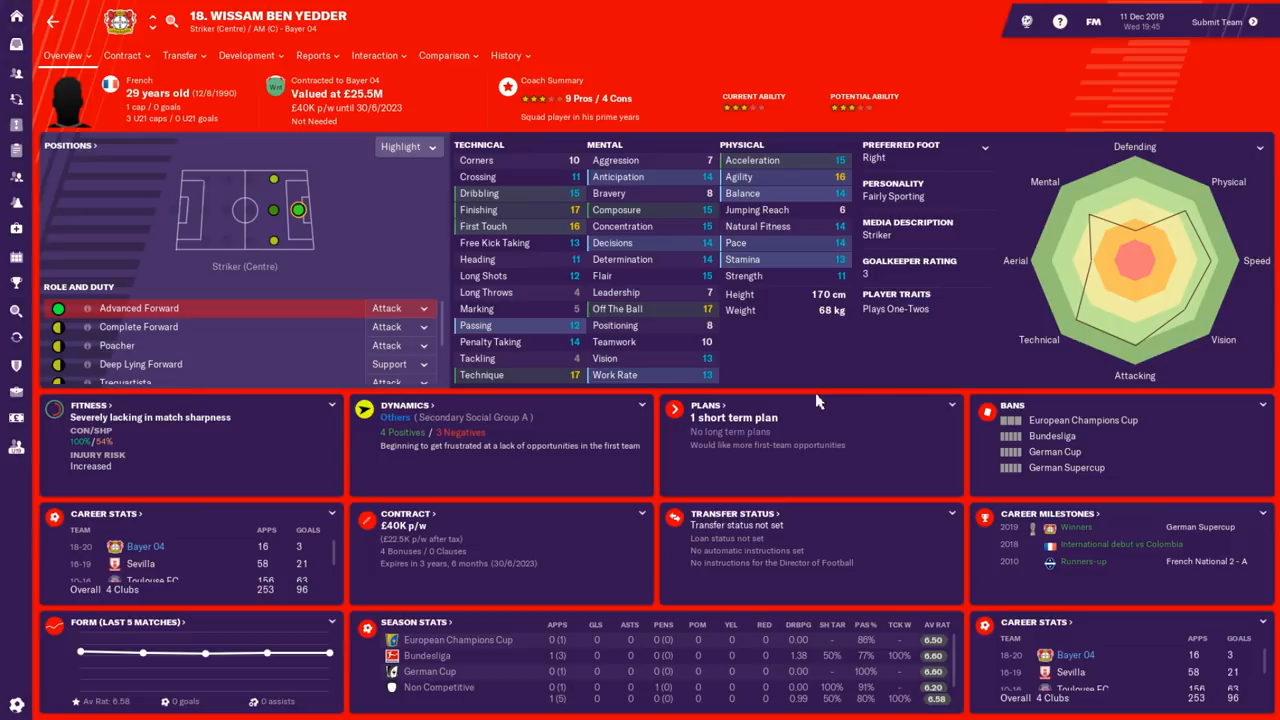 18. WISSAM BEN YEDDER
Striker (Centre) / AM (C) - Bayer 04
11 Dec 2019
Wed 19:45
FM
Submit Team
Overview
Contract
Transfer
Development
Reports
Interaction
Comparison
History
French
29 years old (12/8/1990)
1 cap / 0 goals
3 U21 caps / 0 U21 goals
Wnt
Contracted to Bayer 04
Valued at £25.5M
£40K p/w until 30/6/2023
Not Needed
Coach Summary
9 Pros / 4 Cons
Squad player in his prime years
CURRENT ABILITY
POTENTIAL ABILITY
POSITIONS
Highlight
Striker (Centre)
ROLE AND DUTY
Advanced Forward Attack
Complete Forward Attack
Poacher Attack
Deep Lying Forward Support
Trequartista Attack
TECHNICAL
Corners 10
Crossing 11
Dribbling 15
Finishing 17
First Touch 16
Free Kick Taking 13
Heading 11
Long Shots 12
Long Throws 4
Marking 5
Passing 12
Penalty Taking 14
Tackling 4
Technique 17
MENTAL
Aggression 7
Anticipation 14
Bravery 8
Composure 15
Concentration 15
Decisions 14
Determination 14
Flair 15
Leadership 7
Off The Ball 17
Positioning 8
Teamwork 10
Vision 13
Work Rate 13
PHYSICAL
Acceleration 15
Agility 16
Balance 14
Jumping Reach 6
Natural Fitness 14
Pace 14
Stamina 13
Strength 11
Height 170 cm
Weight 68 kg
PREFERRED FOOT
Right
PERSONALITY
Fairly Sporting
MEDIA DESCRIPTION
Striker
GOALKEEPER RATING
3
PLAYER TRAITS
Plays One-Twos
Defending
Mental
Physical
Aerial
Speed
Technical
Vision
Attacking
FITNESS
Severely lacking in match sharpness
CON/SHP
100%/54%
INJURY RISK
Increased
DYNAMICS
Others ( Secondary Social Group A )
4 Positives / 3 Negatives
Beginning to get frustrated at a lack of opportunities in the first team
PLANS
1 short term plan
No long term plans
Would like more first-team opportunities
BANS
European Champions Cup
Bundesliga
German Cup
German Supercup
CAREER STATS
TEAM APPS GOALS
18-20 Bayer 04 16 3
16-19 Sevilla 58 21
10-16 Toulouse FC 156 63
Overall 4 Clubs 253 96
CONTRACT
£40K p/w
(£22.5K p/w after tax)
4 Bonuses / 0 Clauses
Expires in 3 years, 6 months (30/6/2023)
TRANSFER STATUS
Transfer status not set
Loan status not set
No automatic instructions set
No instructions for the Director of Football
CAREER MILESTONES
2019 Winners German Supercup
2018 International debut vs Colombia
2010 Runners-up French National 2 - A
FORM (LAST 5 MATCHES)
Av Rat: 6.58 0 goals 0 assists
SEASON STATS APPS GLS ASTS PENS POM YEL RED DRBPG SH TAR PAS % TCK W AV RAT
European Champions Cup 0 (1) 0 0 0 (0) 0 0 0 0.00 - 86% - 6.50
Bundesliga 1 (3) 0 0 0 (0) 0 0 0 1.38 50% 77% 100% 6.60
German Cup 0 (1) 0 0 0 (0) 0 0 0 0.00 - 100% - 6.60
Non Competitive 0 (1) 0 0 1 (0) 0 0 0 0.00 100% 91% - 6.20
1 (5) 0 0 0 (0) 0 0 0 0.99 50% 80% 100% 6.58
CAREER STATS
TEAM APPS GOALS
18-20 Bayer 04 16 3
16-19 Sevilla 58 21
10-16 Toulouse FC 156 63
Overall 4 Clubs 253 96